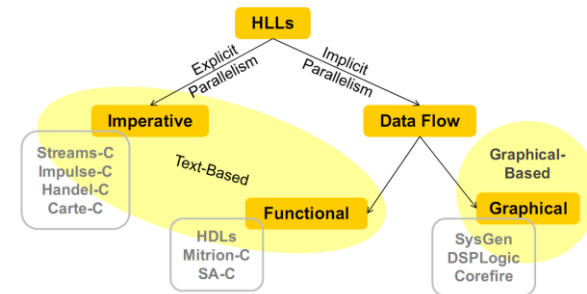 HLLs
Explicit
Parallelism
Implicit
Parallelism
Imperative
Data Flow
Streams-C
Impulse-C
Handel-C
Carte-C
Text-Based
Graphical-
Based
Functional
Graphical
HDLs
Mitrion-C
SA-C
SysGen
DSPLogic
Corefire